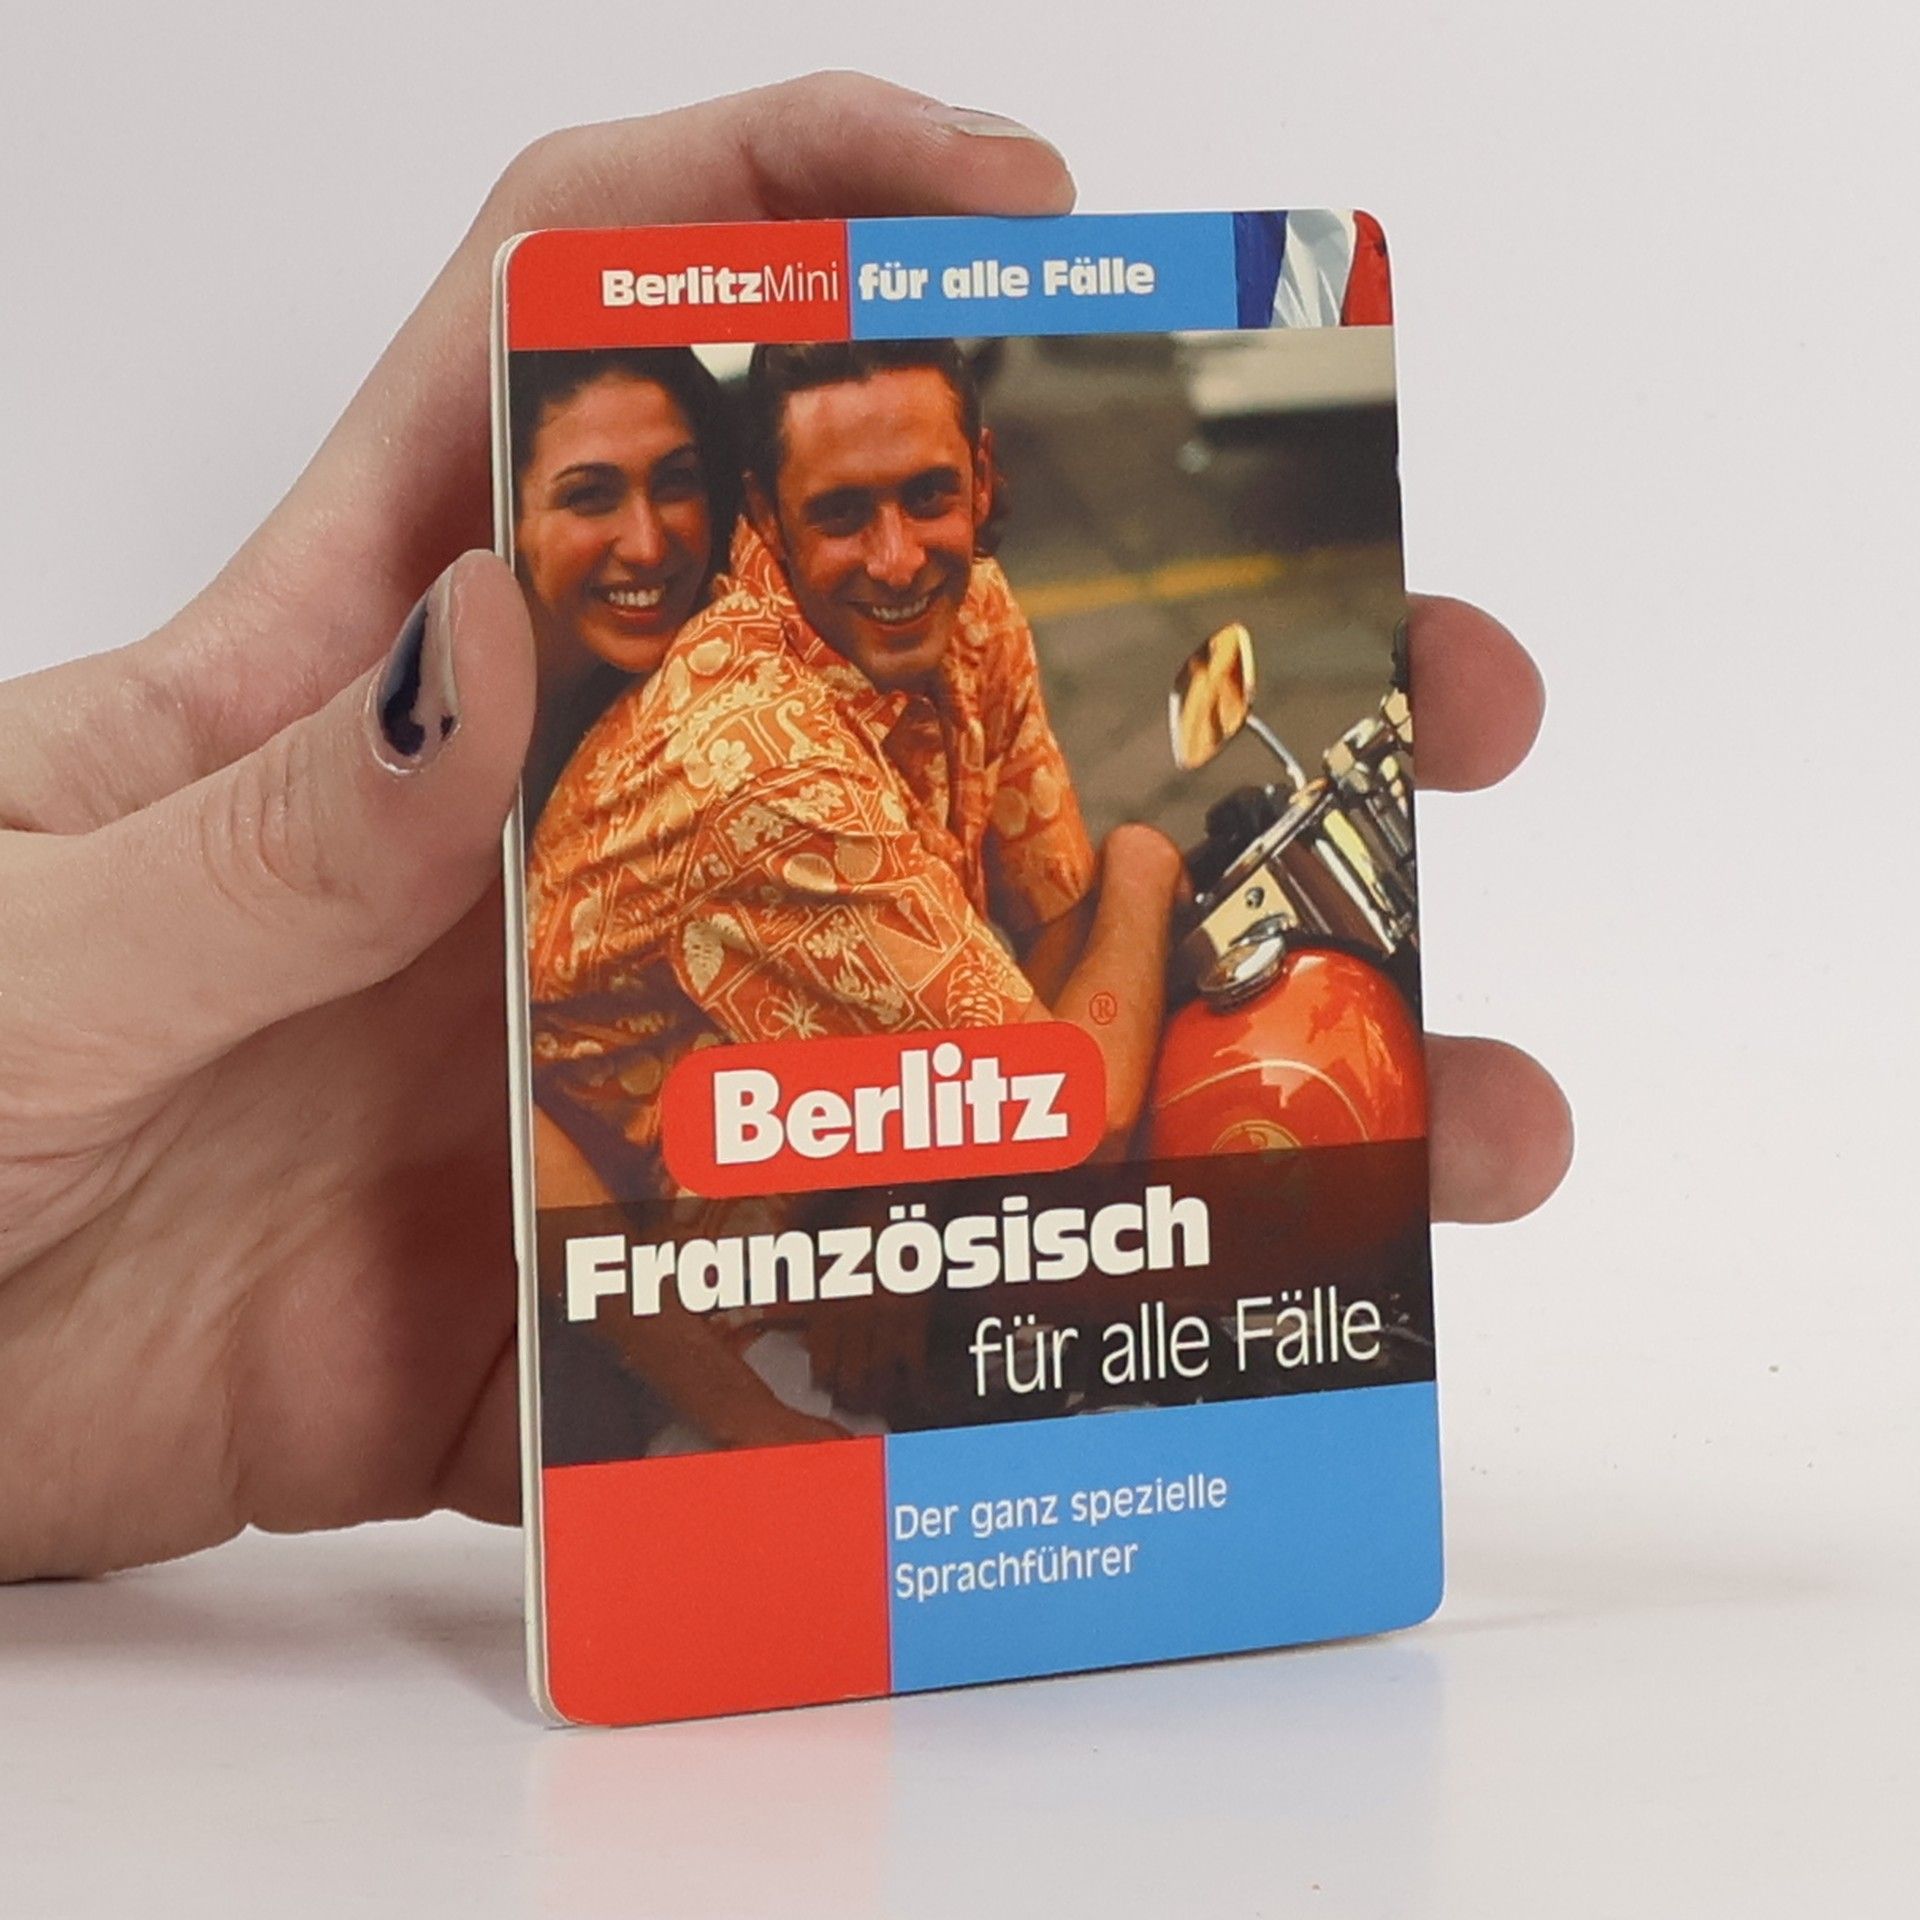 BerlitzMini für alle Fälle
®
Berlitz
Französisch
für alle Fälle
Der ganz spezielle
Sprachführer